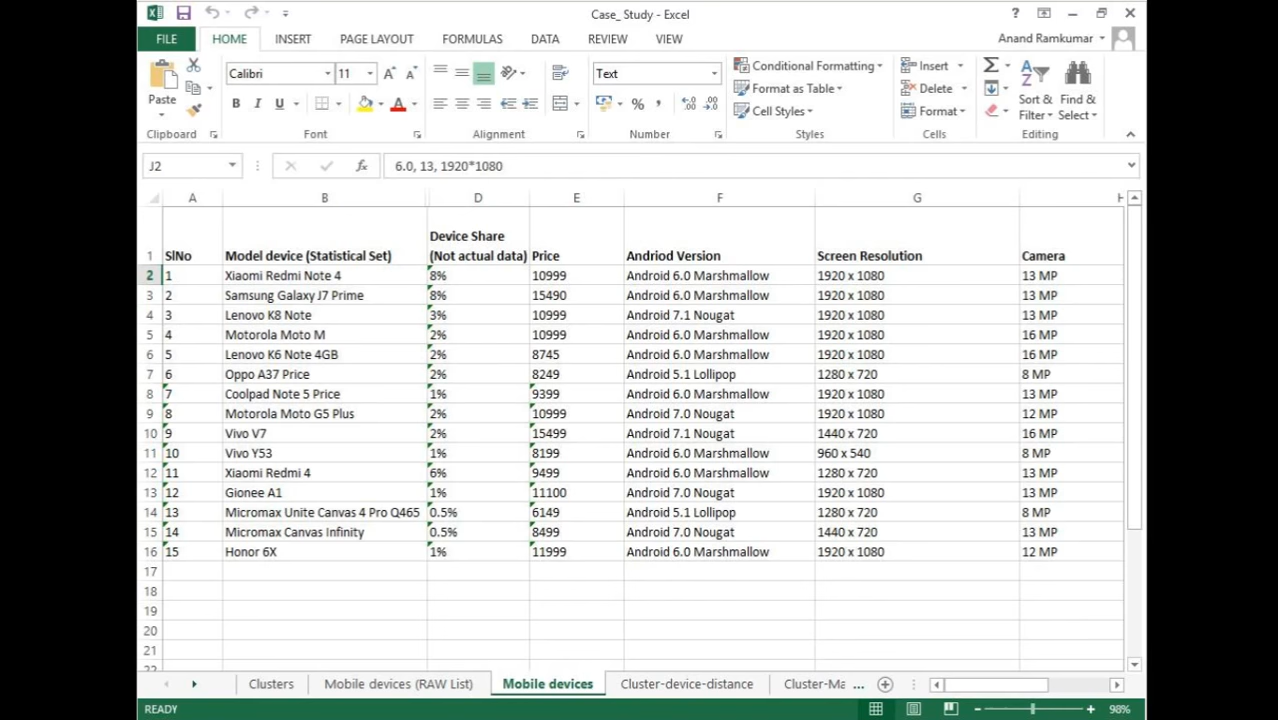 Case_ Study - Excel
FILE HOME INSERT PAGE LAYOUT FORMULAS DATA REVIEW VIEW Anand Ramkumar
Calibri 11 Text Conditional Formatting Insert
Paste B I U % , Format as Table Delete Sort & Find &
Cell Styles Format Filter Select
Clipboard Font Alignment Number Styles Cells Editing
J2 fx 6.0, 13, 1920*1080
A B D E F G H
Device Share
1 SlNo Model device (Statistical Set) (Not actual data) Price Andriod Version Screen Resolution Camera
2 1 Xiaomi Redmi Note 4 8% 10999 Android 6.0 Marshmallow 1920 x 1080 13 MP
3 2 Samsung Galaxy J7 Prime 8% 15490 Android 6.0 Marshmallow 1920 x 1080 13 MP
4 3 Lenovo K8 Note 3% 10999 Android 7.1 Nougat 1920 x 1080 13 MP
5 4 Motorola Moto M 2% 10999 Android 6.0 Marshmallow 1920 x 1080 16 MP
6 5 Lenovo K6 Note 4GB 2% 8745 Android 6.0 Marshmallow 1920 x 1080 16 MP
7 6 Oppo A37 Price 2% 8249 Android 5.1 Lollipop 1280 x 720 8 MP
8 7 Coolpad Note 5 Price 1% 9399 Android 6.0 Marshmallow 1920 x 1080 13 MP
9 8 Motorola Moto G5 Plus 2% 10999 Android 7.0 Nougat 1920 x 1080 12 MP
10 9 Vivo V7 2% 15499 Android 7.1 Nougat 1440 x 720 16 MP
11 10 Vivo Y53 1% 8199 Android 6.0 Marshmallow 960 x 540 8 MP
12 11 Xiaomi Redmi 4 6% 9499 Android 6.0 Marshmallow 1280 x 720 13 MP
13 12 Gionee A1 1% 11100 Android 7.0 Nougat 1920 x 1080 13 MP
14 13 Micromax Unite Canvas 4 Pro Q465 0.5% 6149 Android 5.1 Lollipop 1280 x 720 8 MP
15 14 Micromax Canvas Infinity 0.5% 8499 Android 7.0 Nougat 1440 x 720 13 MP
16 15 Honor 6X 1% 11999 Android 6.0 Marshmallow 1920 x 1080 12 MP
17
18
19
20
21
22
Clusters Mobile devices (RAW List) Mobile devices Cluster-device-distance Cluster-Ma ...
READY 98%